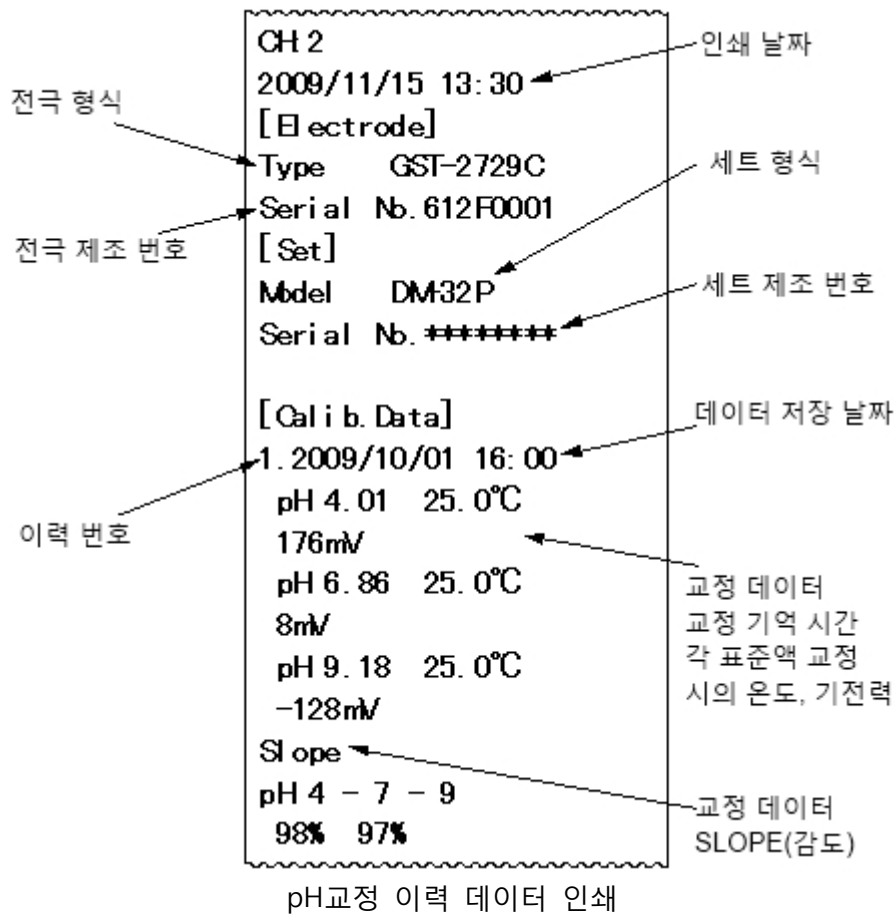 CH:2
인쇄 날짜
2009/11/15 13:30
전극 형식
[Electrode]
Type GST-2729C
세트 형식
Serial No.612F0001
전극 제조 번호
[Set]
Model DM-32P
세트 제조 번호
Serial No.********
[Calib.Data]
데이터 저장 날짜
1.2009/10/01 16:00
이력 번호
pH 4.01 25.0℃
176mV
pH 6.86 25.0℃
8mV
pH 9.18 25.0℃
-128mV
교정 데이터
교정 기억 시간
각 표준액 교정
시의 온도, 기전력
Slope
pH 4 - 7 - 9
98% 97%
교정 데이터
SLOPE(감도)
pH교정 이력 데이터 인쇄